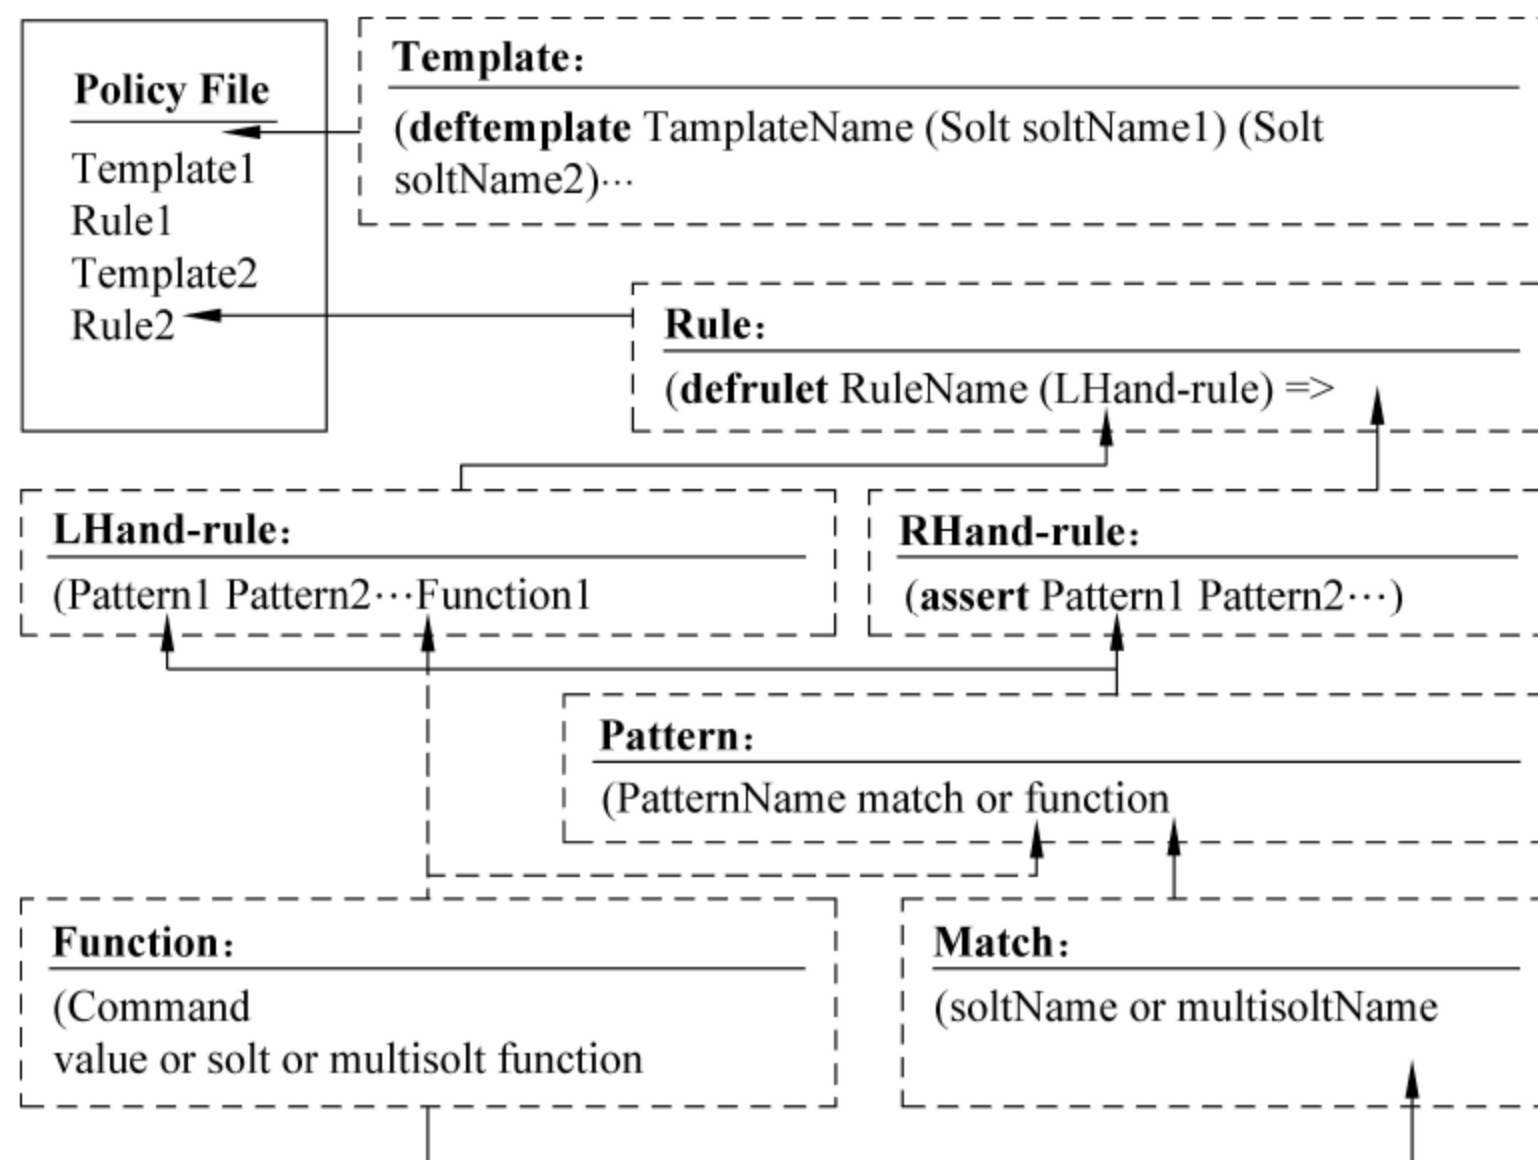 Policy File
Template1
Rule1
Template2
Rule2
Template:
(deftemplate TamplateName (Solt soltName1) (Solt
soltName2)···
Rule:
(defrulet RuleName (LHand-rule) =>
LHand-rule:
(Pattern1 Pattern2···Function1
RHand-rule:
(assert Pattern1 Pattern2···)
Pattern:
(PatternName match or function
Function:
(Command
value or solt or multisolt function
Match:
(soltName or multisoltName